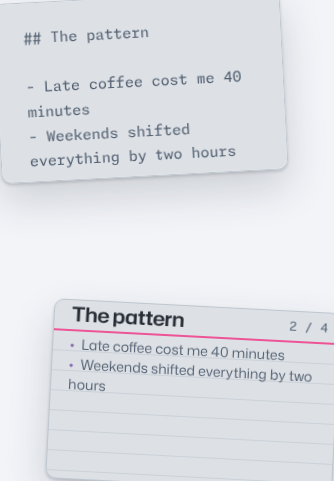 ## The pattern
- Late coffee cost me 40
minutes
- Weekends shifted
everything by two hours
The pattern
2 / 4
• Late coffee cost me 40 minutes
• Weekends shifted everything by two
hours